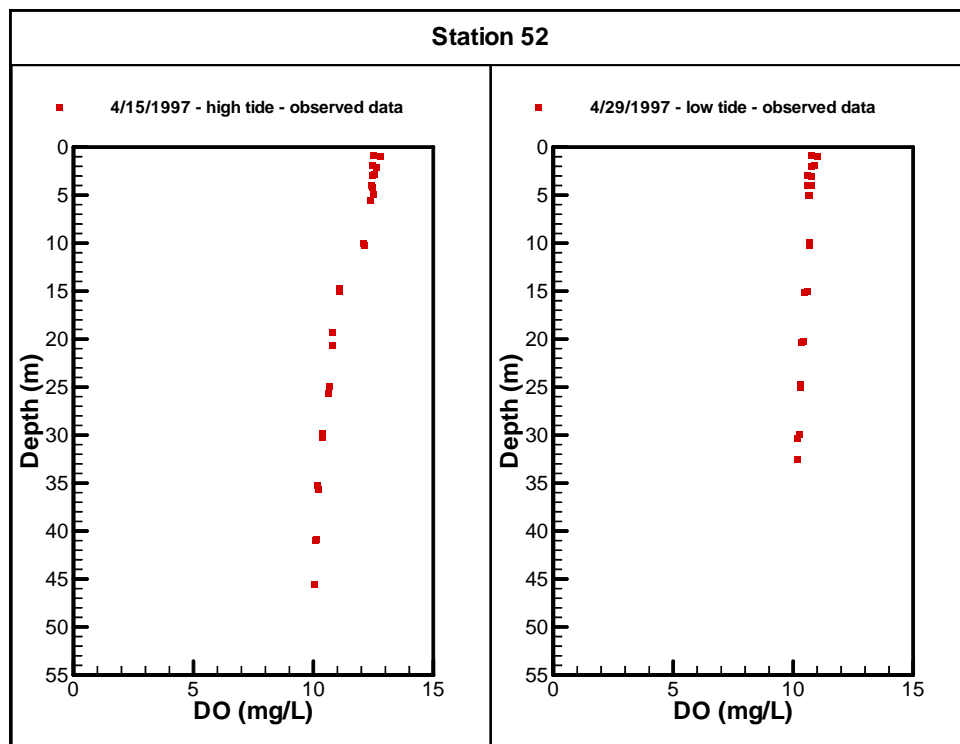 Station 52
4/15/1997 - high tide - observed data
0
5
10
15
20
25
30
35
40
45
50
55
Depth (m)
0 5 10 15
DO (mg/L)
4/29/1997 - low tide - observed data
0
5
10
15
20
25
30
35
40
45
50
55
Depth (m)
0 5 10 15
DO (mg/L)